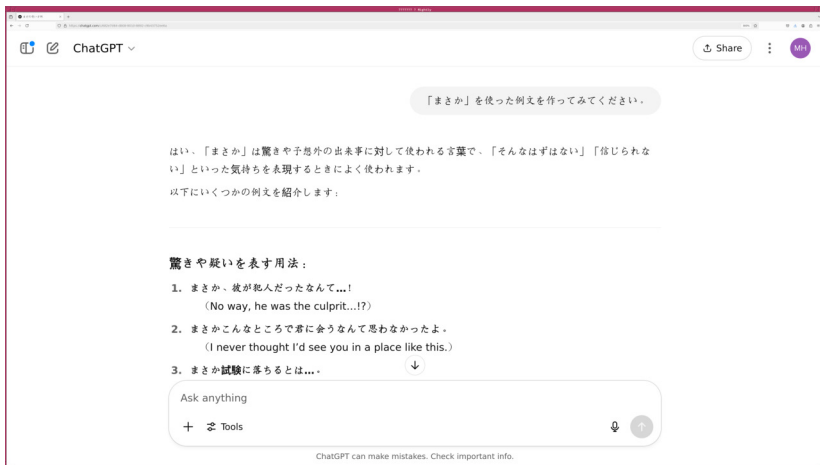 ChatGPT
Share
MH
「まさか」を使った例文を作ってみてください。
はい、「まさか」は驚きや予想外の出来事に対して使われる言葉で、「そんなはずはない」「信じられな
い」といった気持ちを表現するときによく使われます。
以下にいくつかの例文を紹介します：
驚きや疑いを表す用法：
1. まさか、彼が犯人だったなんて…！
（No way, he was the culprit…!?）
2. まさかこんなところで君に会うなんて思わなかったよ。
（I never thought I’d see you in a place like this.）
3. まさか試験に落ちるとは…。
Ask anything
Tools
ChatGPT can make mistakes. Check important info.